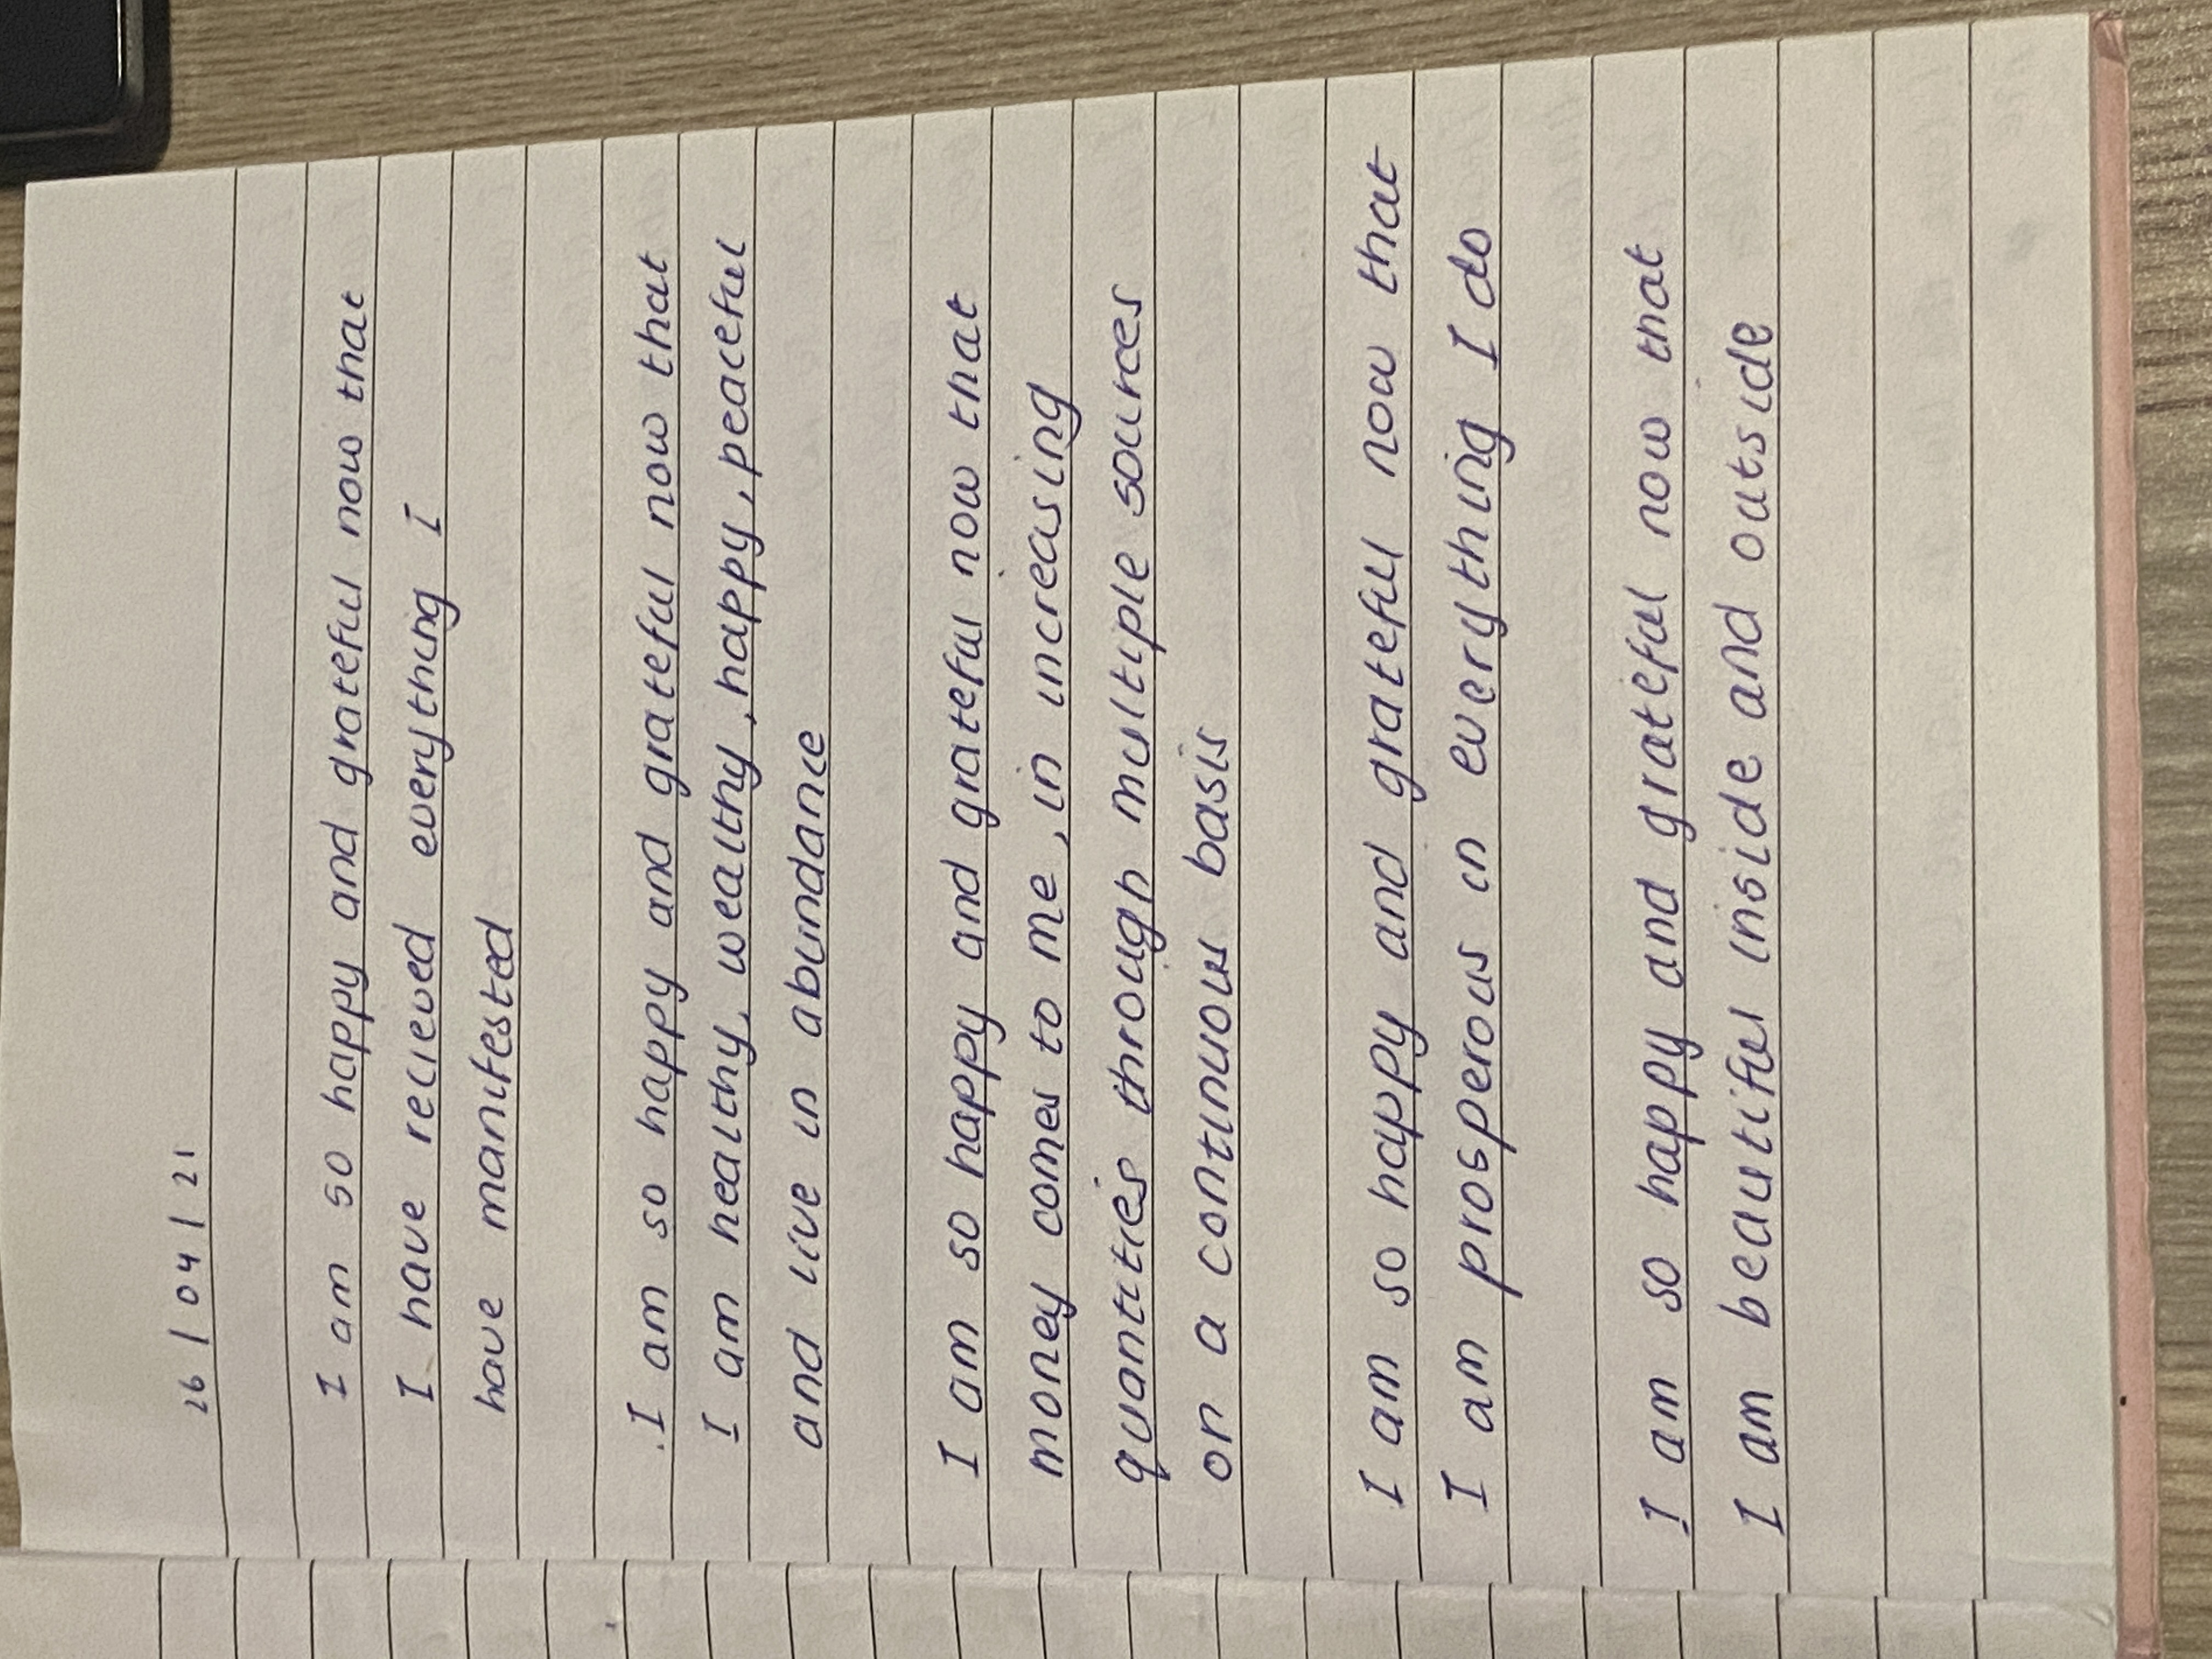 26 / 04 / 21
I am so happy and grateful now that
I have recieved everything I
have manifested
I am so happy and grateful now that
I am healthy, wealthy, happy, peaceful
and live in abundance
I am so happy and grateful now that
money comes to me, in increasing
quantities through multiple sources
on a continuous basis
I am so happy and grateful now that
I am prosperous in everything I do
I am so happy and grateful now that
I am beautiful inside and outside